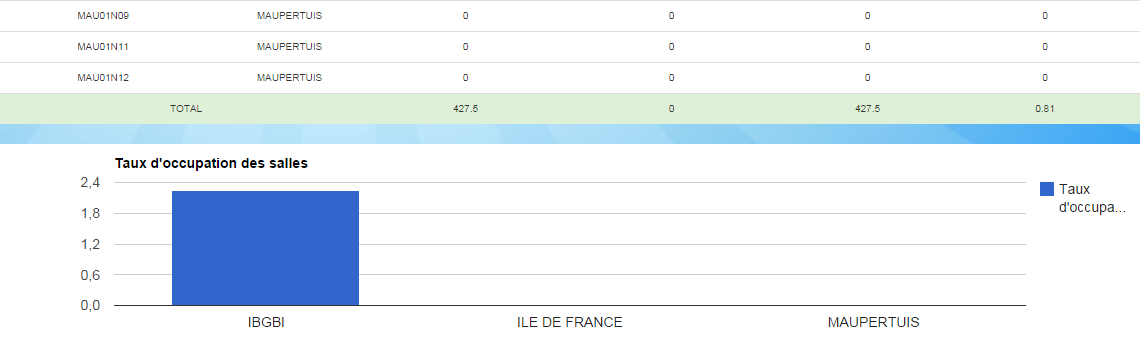 MAU01N09 MAUPERTUIS 0 0 0 0
MAU01N11 MAUPERTUIS 0 0 0 0
MAU01N12 MAUPERTUIS 0 0 0 0
TOTAL 427.5 0 427.5 0.81
Taux d'occupation des salles
2,4
1,8
1,2
0,6
0,0
IBGBI ILE DE FRANCE MAUPERTUIS
Taux
d'occupa...